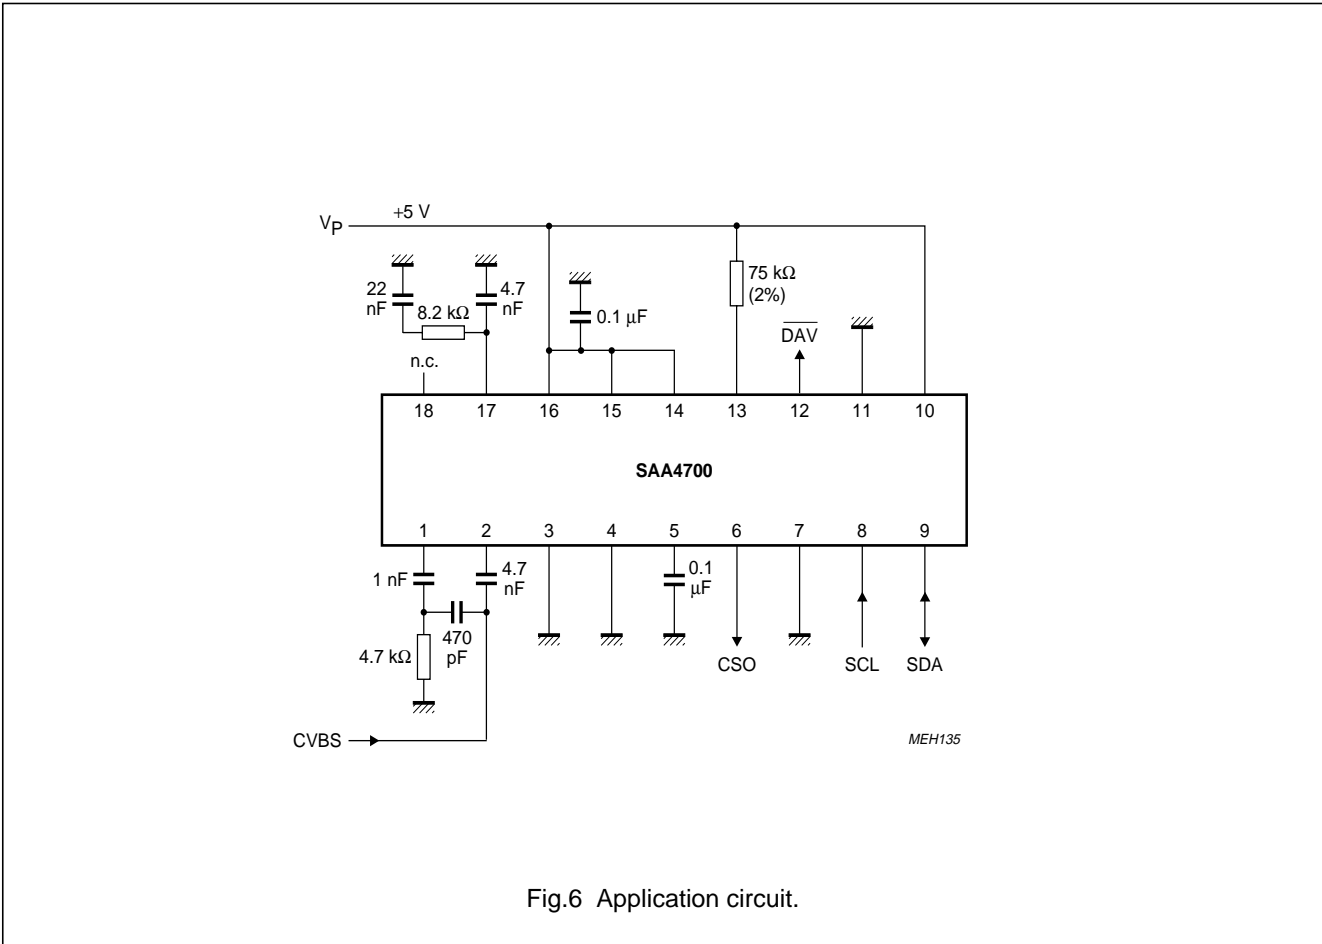 VP +5 V
22 nF
8.2 kΩ
4.7 nF
0.1 μF
75 kΩ (2%)
DAV
n.c.
18 17 16 15 14 13 12 11 10
SAA4700
1 2 3 4 5 6 7 8 9
1 nF
4.7 nF
0.1 μF
470 pF
4.7 kΩ
CSO SCL SDA
CVBS
MEH135
Fig.6 Application circuit.